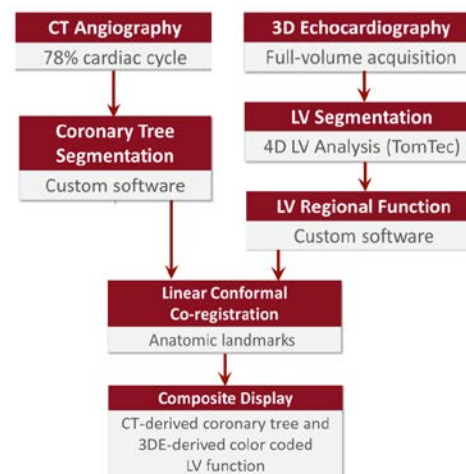 CT Angiography
78% cardiac cycle
3D Echocardiography
Full-volume acquisition
Coronary Tree
Segmentation
Custom software
LV Segmentation
4D LV Analysis (TomTec)
LV Regional Function
Custom software
Linear Conformal
Co-registration
Anatomic landmarks
Composite Display
CT-derived coronary tree and
3DE-derived color coded
LV function